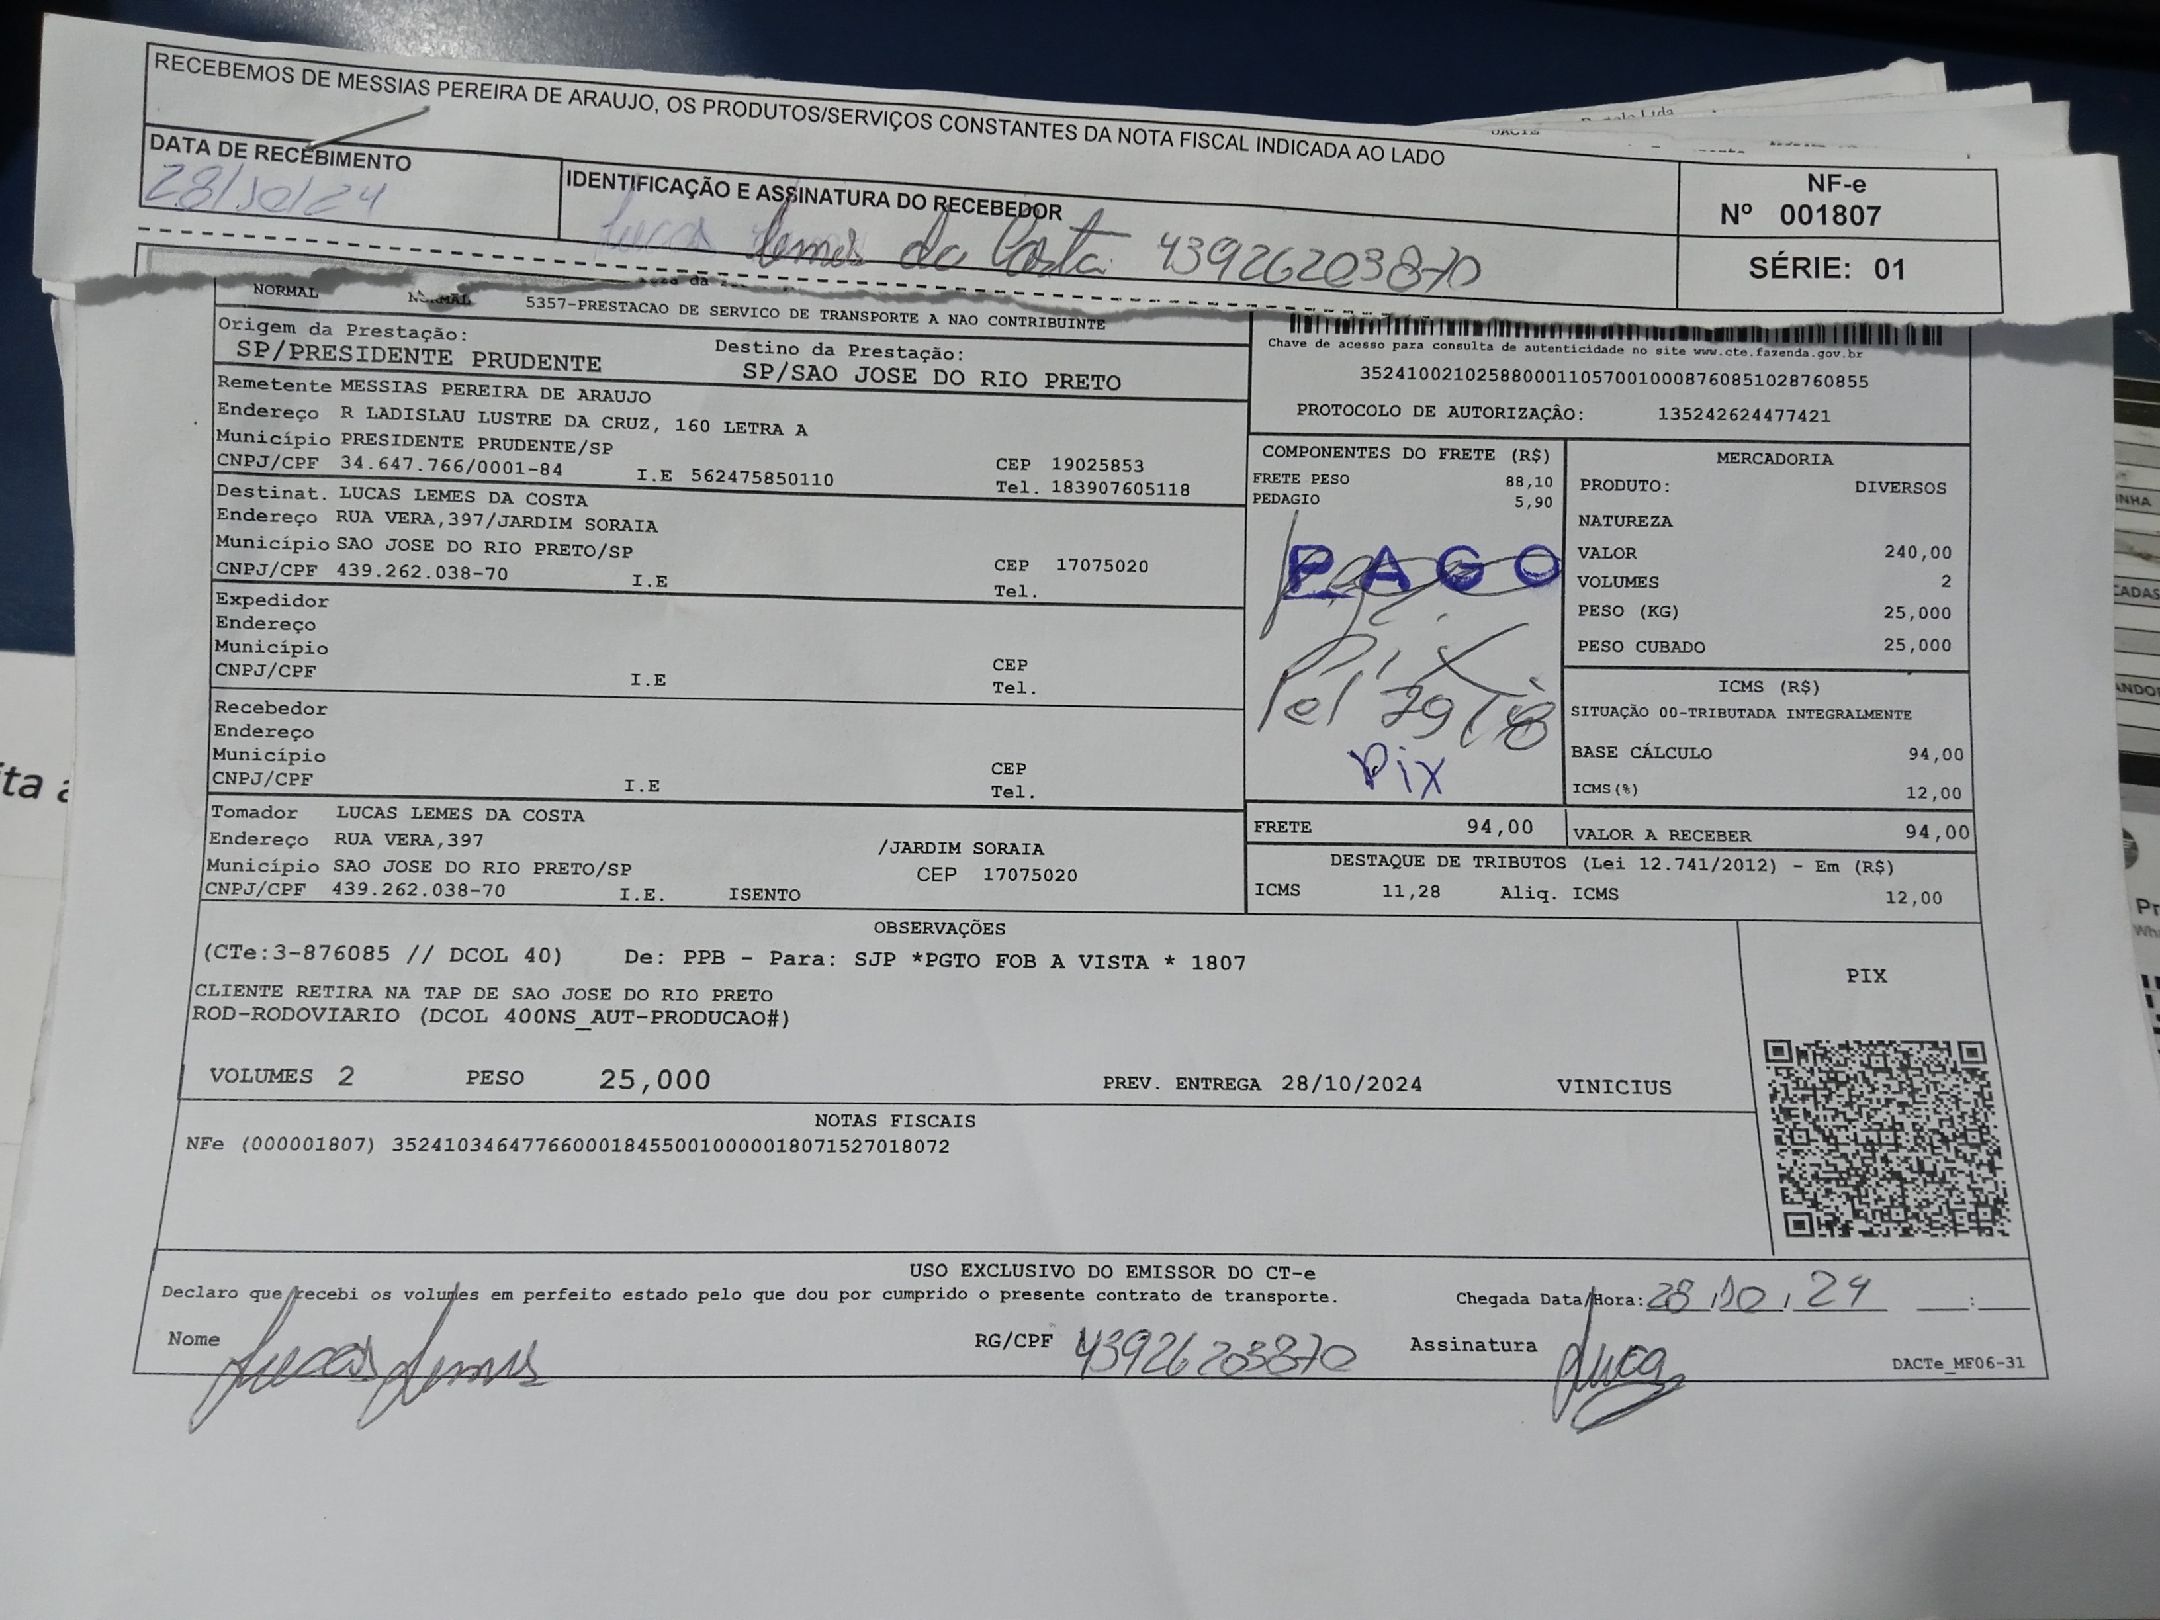 RECEBEMOS DE MESSIAS PEREIRA DE ARAUJO, OS PRODUTOS/SERVIÇOS CONSTANTES DA NOTA FISCAL INDICADA AO LADO
DATA DE RECEBIMENTO
28/10/24
IDENTIFICAÇÃO E ASSINATURA DO RECEBEDOR
Lucas Lemes Da Costa 43926203870
NF-e
Nº 001807
SÉRIE: 01
NORMAL NORMAL 5357-PRESTACAO DE SERVICO DE TRANSPORTE A NAO CONTRIBUINTE
Origem da Prestação: Destino da Prestação:
SP/PRESIDENTE PRUDENTE SP/SAO JOSE DO RIO PRETO
Remetente MESSIAS PEREIRA DE ARAUJO
Endereço R LADISLAU LUSTRE DA CRUZ, 160 LETRA A
Município PRESIDENTE PRUDENTE/SP CEP 19025853
CNPJ/CPF 34.647.766/0001-84 I.E 562475850110 Tel. 183907605118
Destinat. LUCAS LEMES DA COSTA
Endereço RUA VERA,397/JARDIM SORAIA
Município SAO JOSE DO RIO PRETO/SP CEP 17075020
CNPJ/CPF 439.262.038-70 I.E Tel.
Expedidor
Endereço
Município CEP
CNPJ/CPF I.E Tel.
Recebedor
Endereço
Município CEP
CNPJ/CPF I.E Tel.
Tomador LUCAS LEMES DA COSTA
Endereço RUA VERA,397 /JARDIM SORAIA
Município SAO JOSE DO RIO PRETO/SP CEP 17075020
CNPJ/CPF 439.262.038-70 I.E. ISENTO
Chave de acesso para consulta de autenticidade no site www.cte.fazenda.gov.br
35241002102588000110570010008760851028760855
PROTOCOLO DE AUTORIZAÇÃO: 135242624477421
COMPONENTES DO FRETE (R$)
FRETE PESO 88,10
PEDAGIO 5,90
PAGO
Pix
Pix
FRETE 94,00
MERCADORIA
PRODUTO: DIVERSOS
NATUREZA
VALOR 240,00
VOLUMES 2
PESO (KG) 25,000
PESO CUBADO 25,000
ICMS (R$)
SITUAÇÃO 00-TRIBUTADA INTEGRALMENTE
BASE CÁLCULO 94,00
ICMS(%) 12,00
VALOR A RECEBER 94,00
DESTAQUE DE TRIBUTOS (Lei 12.741/2012) - Em (R$)
ICMS 11,28 Aliq. ICMS 12,00
OBSERVAÇÕES
(CTe:3-876085 // DCOL 40) De: PPB - Para: SJP *PGTO FOB A VISTA * 1807
CLIENTE RETIRA NA TAP DE SAO JOSE DO RIO PRETO
ROD-RODOVIARIO (DCOL 400NS_AUT-PRODUCAO#)
VOLUMES 2 PESO 25,000 PREV. ENTREGA 28/10/2024 VINICIUS
PIX
NOTAS FISCAIS
NFe (000001807) 35241034647766000184550010000018071527018072
USO EXCLUSIVO DO EMISSOR DO CT-e
Declaro que recebi os volumes em perfeito estado pelo que dou por cumprido o presente contrato de transporte. Chegada Data/Hora: 28,10,24 __:__
Nome Lucas Lemes RG/CPF 43926203870 Assinatura Lucas
DACTe_MF06-31